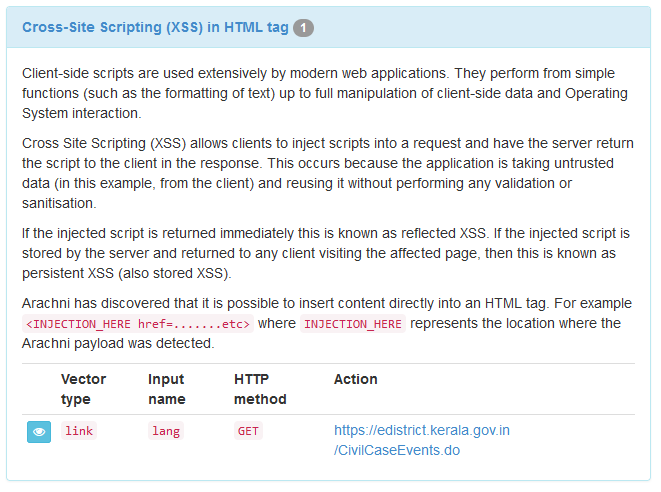 Cross-Site Scripting (XSS) in HTML tag 1
Client-side scripts are used extensively by modern web applications. They perform from simple
functions (such as the formatting of text) up to full manipulation of client-side data and Operating
System interaction.
Cross Site Scripting (XSS) allows clients to inject scripts into a request and have the server return
the script to the client in the response. This occurs because the application is taking untrusted
data (in this example, from the client) and reusing it without performing any validation or
sanitisation.
If the injected script is returned immediately this is known as reflected XSS. If the injected script is
stored by the server and returned to any client visiting the affected page, then this is known as
persistent XSS (also stored XSS).
Arachni has discovered that it is possible to insert content directly into an HTML tag. For example
<INJECTION_HERE href=.......etc> where INJECTION_HERE represents the location where the
Arachni payload was detected.
Vector Input HTTP Action
type name method
link lang GET https://edistrict.kerala.gov.in
/CivilCaseEvents.do